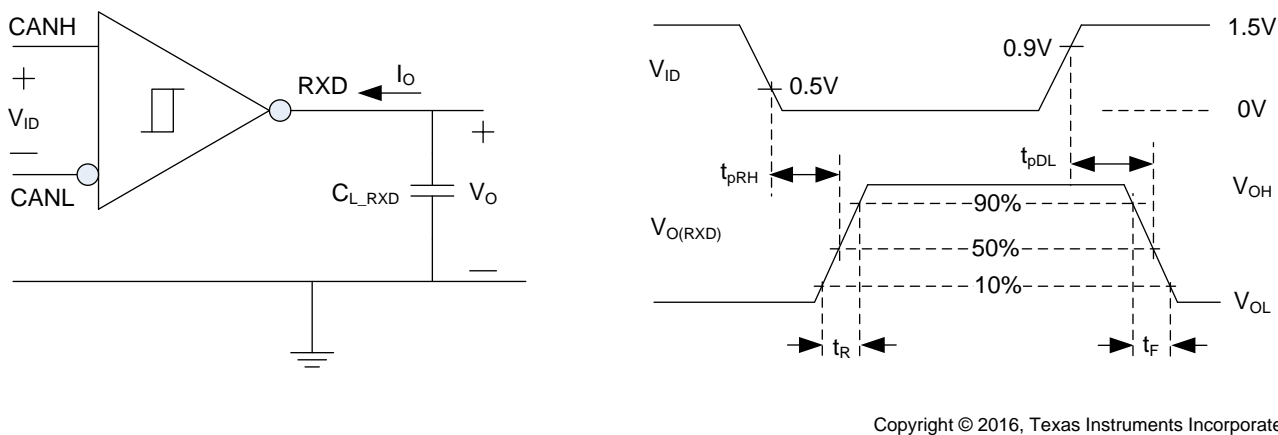 CANH
+
V_ID
—
CANL
RXD
I_O
C_L_RXD
+
V_O
—
V_ID
0.5V
0.9V
1.5V
0V
t_pRH
t_pDL
V_O(RXD)
90%
50%
10%
V_OH
V_OL
t_R
t_F
Copyright © 2016, Texas Instruments Incorporate